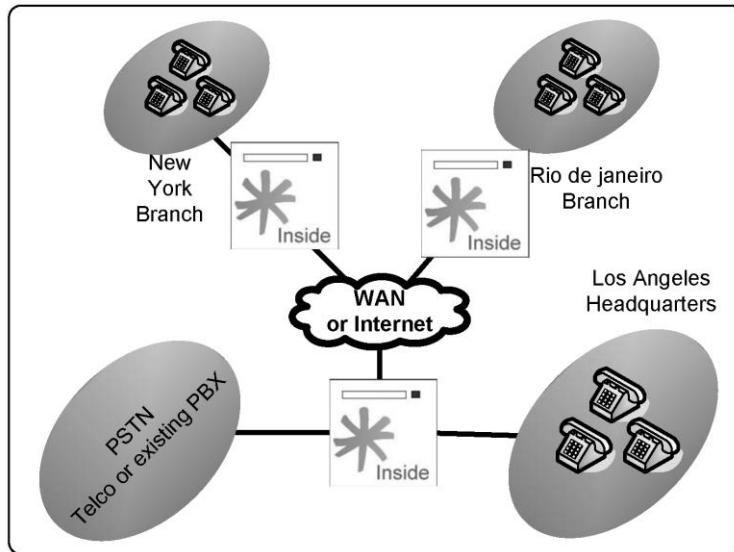 New
York
Branch
Inside
Inside
Rio de janeiro
Branch
WAN
or Internet
Los Angeles
Headquarters
PSTN
Telco or existing PBX
Inside